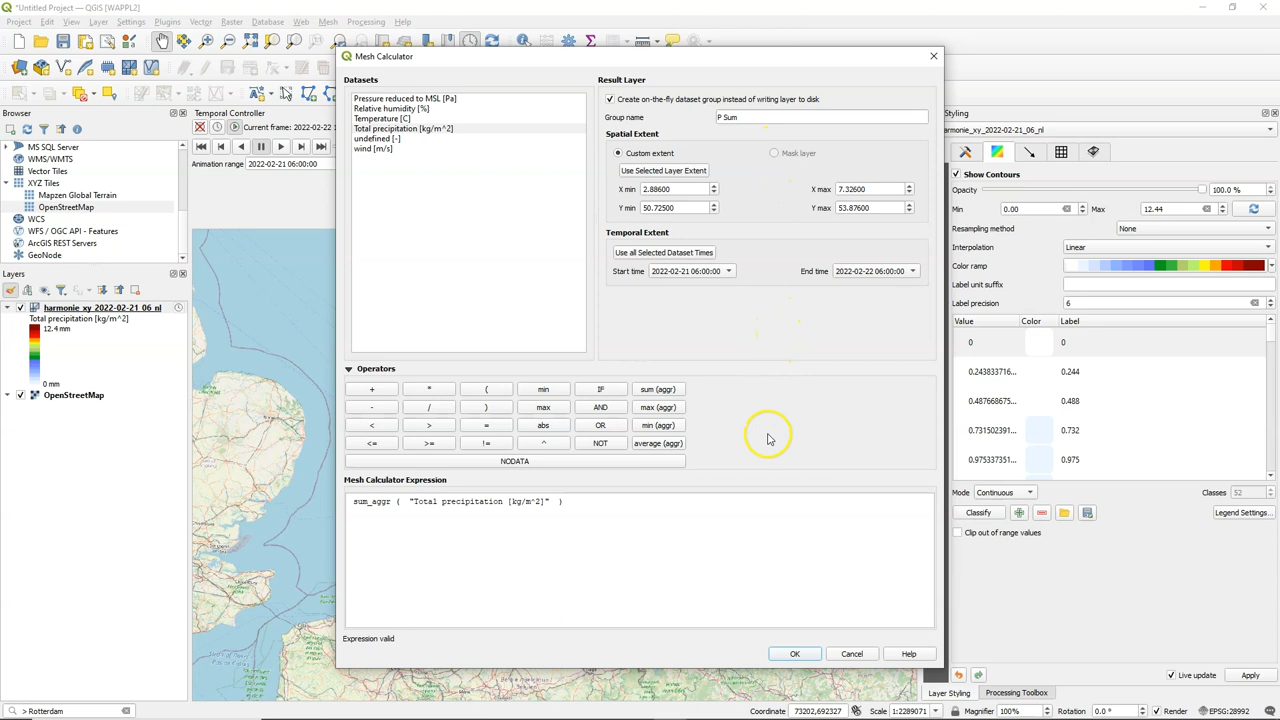 *Untitled Project — QGIS [WAPPL2]
Project Edit View Layer Settings Plugins Vector Raster Database Web Mesh Processing Help
Mesh Calculator
Datasets
Pressure reduced to MSL [Pa]
Relative humidity [%]
Temperature [C]
Total precipitation [kg/m^2]
undefined [-]
wind [m/s]
Result Layer
Create on-the-fly dataset group instead of writing layer to disk
Group name P Sum
Spatial Extent
Custom extent Mask layer
Use Selected Layer Extent
X min 2.88600 X max 7.32600
Y min 50.72500 Y max 53.87600
Temporal Extent
Use all Selected Dataset Times
Start time 2022-02-21 06:00:00 End time 2022-02-22 06:00:00
Operators
+ * ( min IF sum (aggr)
- / ) max AND max (aggr)
< > = abs OR min (aggr)
<= >= != ^ NOT average (aggr)
NODATA
Mesh Calculator Expression
sum_aggr ( "Total precipitation [kg/m^2]" )
Expression valid
OK Cancel Help
Browser
MS SQL Server
WMS/WMTS
Vector Tiles
XYZ Tiles
Mapzen Global Terrain
OpenStreetMap
WCS
WFS / OGC API - Features
ArcGIS REST Servers
GeoNode
Layers
harmonie_xy_2022-02-21_06_nl
Total precipitation [kg/m^2]
12.4 mm
0 mm
OpenStreetMap
Temporal Controller
Current frame: 2022-02-22 1
Animation range 2022-02-21 06:00:00
Styling
armonie_xy_2022-02-21_06_nl
Show Contours
Opacity 100.0 %
Min 0.00 Max 12.44
Resampling method None
Interpolation Linear
Color ramp
Label unit suffix
Label precision 6
Value Color Label
0 0
0.243833716... 0.244
0.487668675... 0.488
0.731502391... 0.732
0.975337351... 0.975
Mode Continuous Classes 52
Classify Legend Settings...
Clip out of range values
Live update Apply
Layer Styling Processing Toolbox
> Rotterdam
Coordinate 73202,692327 Scale 1:2289071 Magnifier 100% Rotation 0.0 ° Render EPSG:28992